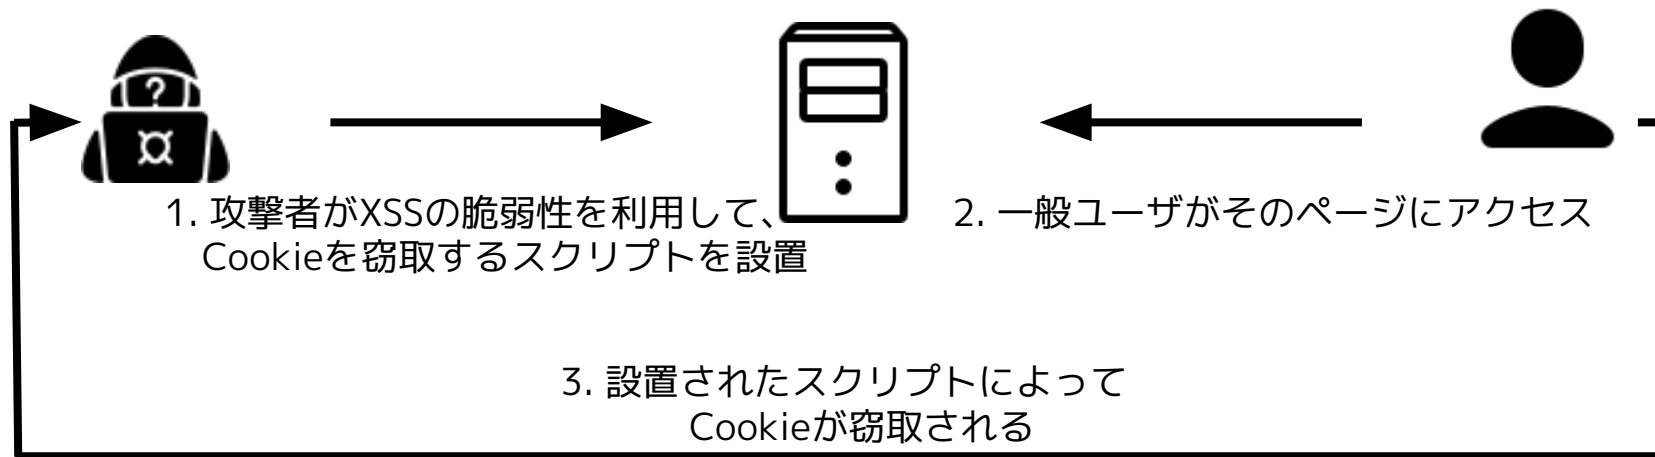 1. 攻撃者がXSSの脆弱性を利用して、
Cookieを窃取するスクリプトを設置
2. 一般ユーザがそのページにアクセス
3. 設置されたスクリプトによって
Cookieが窃取される